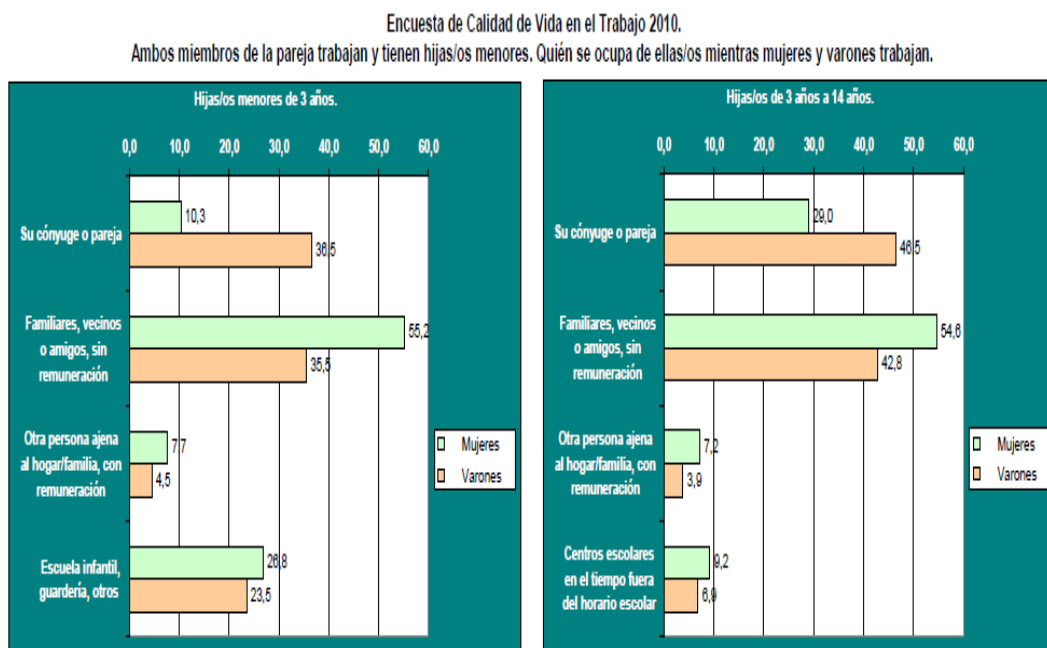 Encuesta de Calidad de Vida en el Trabajo 2010.
Ambos miembros de la pareja trabajan y tienen hijas/os menores. Quién se ocupa de ellas/os mientras mujeres y varones trabajan.
Hijas/os menores de 3 años.
0,0 10,0 20,0 30,0 40,0 50,0 60,0
Su cónyuge o pareja
10,3
36,5
Familiares, vecinos
o amigos, sin
remuneración
55,2
35,5
Otra persona ajena
al hogar/familia, con
remuneración
7,7
4,5
Escuela infantil,
guardería, otros
26,8
23,5
Mujeres
Varones
Hijas/os de 3 años a 14 años.
0,0 10,0 20,0 30,0 40,0 50,0 60,0
Su cónyuge o pareja
29,0
46,5
Familiares, vecinos
o amigos, sin
remuneración
54,6
42,8
Otra persona ajena
al hogar/familia, con
remuneración
7,2
3,9
Centros escolares
en el tiempo fuera
del horario escolar
9,2
6,9
Mujeres
Varones